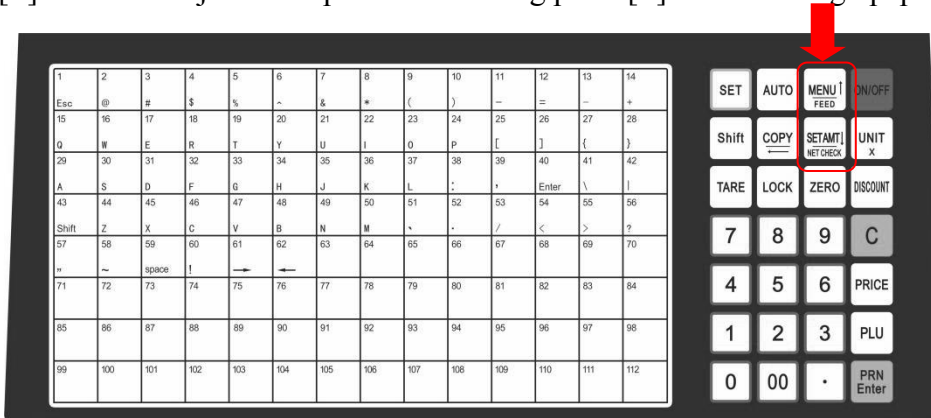 1 2 3 4 5 6 7 8 9 10 11 12 13 14
Esc @ # $ % ^ & * ( ) — = - +
15 16 17 18 19 20 21 22 23 24 25 26 27 28
Q W E R T Y U I O P [ ] { }
29 30 31 32 33 34 35 36 37 38 39 40 41 42
A S D F G H J K L : ' Enter \ |
43 44 45 46 47 48 49 50 51 52 53 54 55 56
Shift Z X C V B N M 、 . / < > ?
57 58 59 60 61 62 63 64 65 66 67 68 69 70
" ~ space ! → ←
71 72 73 74 75 76 77 78 79 80 81 82 83 84
85 86 87 88 89 90 91 92 93 94 95 96 97 98
99 100 101 102 103 104 105 106 107 108 109 110 111 112
SET AUTO MENU↑ ON/OFF
FEED
Shift COPY SETAMT↓ UNIT
← NET CHECK X
TARE LOCK ZERO DISCOUNT
7 8 9 C
4 5 6 PRICE
1 2 3 PLU
0 00 . PRN
Enter